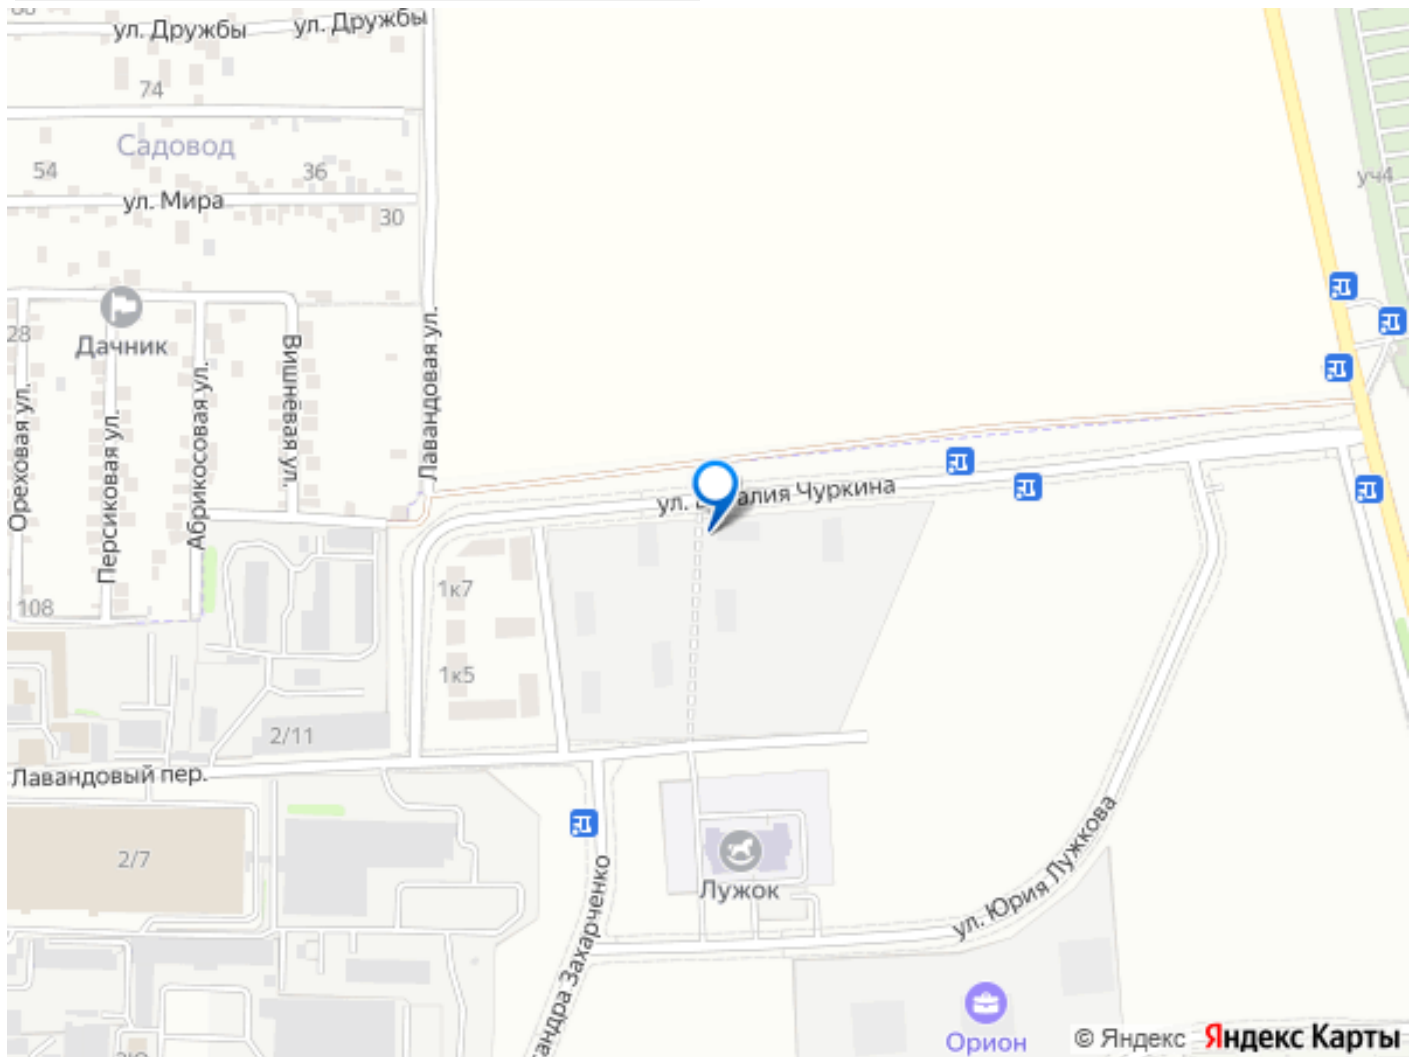 ул. Дружбы
ул. Дружбы
74
Садовод
54
36
ул. Мира
30
уч4
28
Дачник
Вишнёвая ул.
Лавандовая ул.
Ореховая ул.
Персиковая ул.
Абрикосовая ул.
ул.
алия Чуркина
1к7
108
1к5
2/11
Лавандовый пер.
2/7
Лужок
ул. Юрия Лужкова
андра Захарченко
Орион
© Яндекс
Яндекс Карты